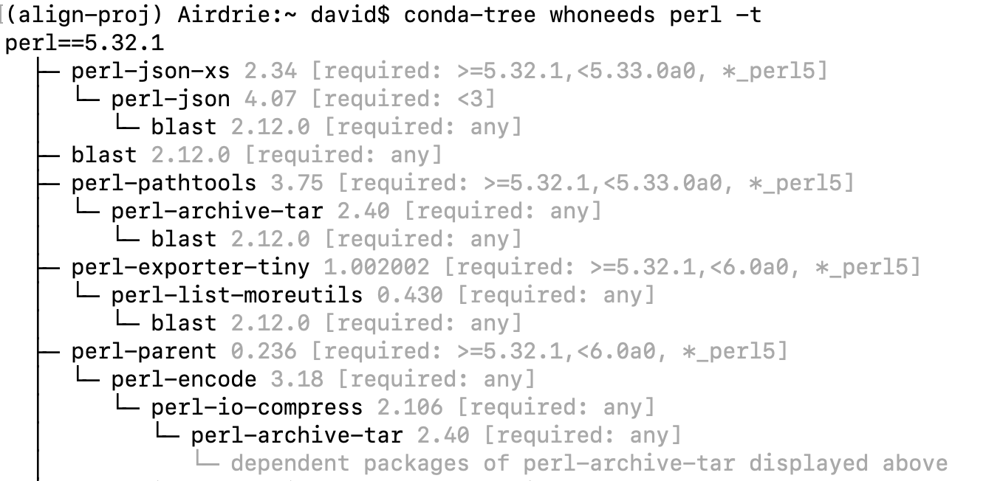 [(align-proj) Airdrie:~ david$ conda-tree whoneeds perl -t
perl==5.32.1
├─ perl-json-xs 2.34 [required: >=5.32.1,<5.33.0a0, *_perl5]
│  └─ perl-json 4.07 [required: <3]
│     └─ blast 2.12.0 [required: any]
├─ blast 2.12.0 [required: any]
├─ perl-pathtools 3.75 [required: >=5.32.1,<5.33.0a0, *_perl5]
│  └─ perl-archive-tar 2.40 [required: any]
│     └─ blast 2.12.0 [required: any]
├─ perl-exporter-tiny 1.002002 [required: >=5.32.1,<6.0a0, *_perl5]
│  └─ perl-list-moreutils 0.430 [required: any]
│     └─ blast 2.12.0 [required: any]
├─ perl-parent 0.236 [required: >=5.32.1,<6.0a0, *_perl5]
│  └─ perl-encode 3.18 [required: any]
│     └─ perl-io-compress 2.106 [required: any]
│        └─ perl-archive-tar 2.40 [required: any]
│           └─ dependent packages of perl-archive-tar displayed above